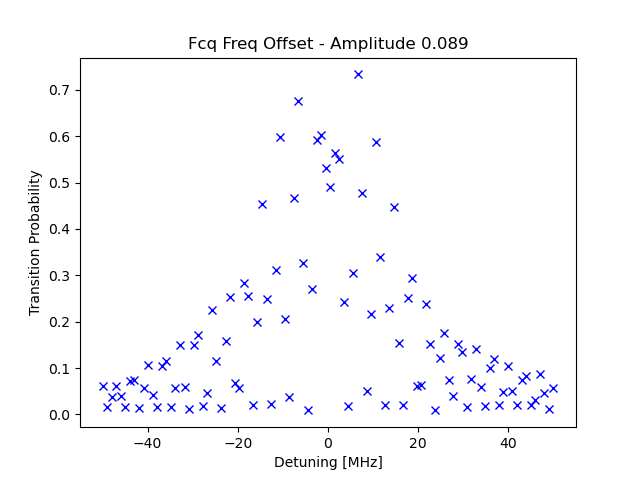 Fcq Freq Offset - Amplitude 0.089
Transition Probability
0.7
0.6
0.5
0.4
0.3
0.2
0.1
0.0
−40 −20 0 20 40
Detuning [MHz]